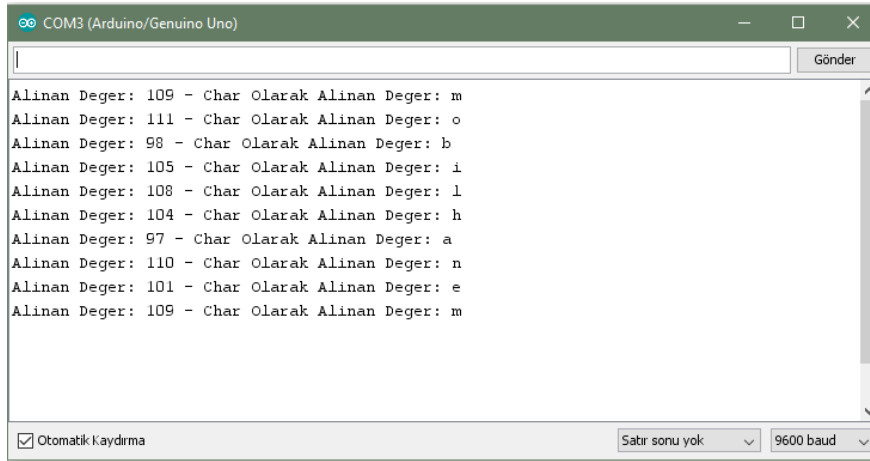 COM3 (Arduino/Genuino Uno)
Gönder
Alinan Deger: 109 - Char Olarak Alinan Deger: m
Alinan Deger: 111 - Char Olarak Alinan Deger: o
Alinan Deger: 98 - Char Olarak Alinan Deger: b
Alinan Deger: 105 - Char Olarak Alinan Deger: i
Alinan Deger: 108 - Char Olarak Alinan Deger: l
Alinan Deger: 104 - Char Olarak Alinan Deger: h
Alinan Deger: 97 - Char Olarak Alinan Deger: a
Alinan Deger: 110 - Char Olarak Alinan Deger: n
Alinan Deger: 101 - Char Olarak Alinan Deger: e
Alinan Deger: 109 - Char Olarak Alinan Deger: m
Otomatik Kaydırma Satır sonu yok 9600 baud